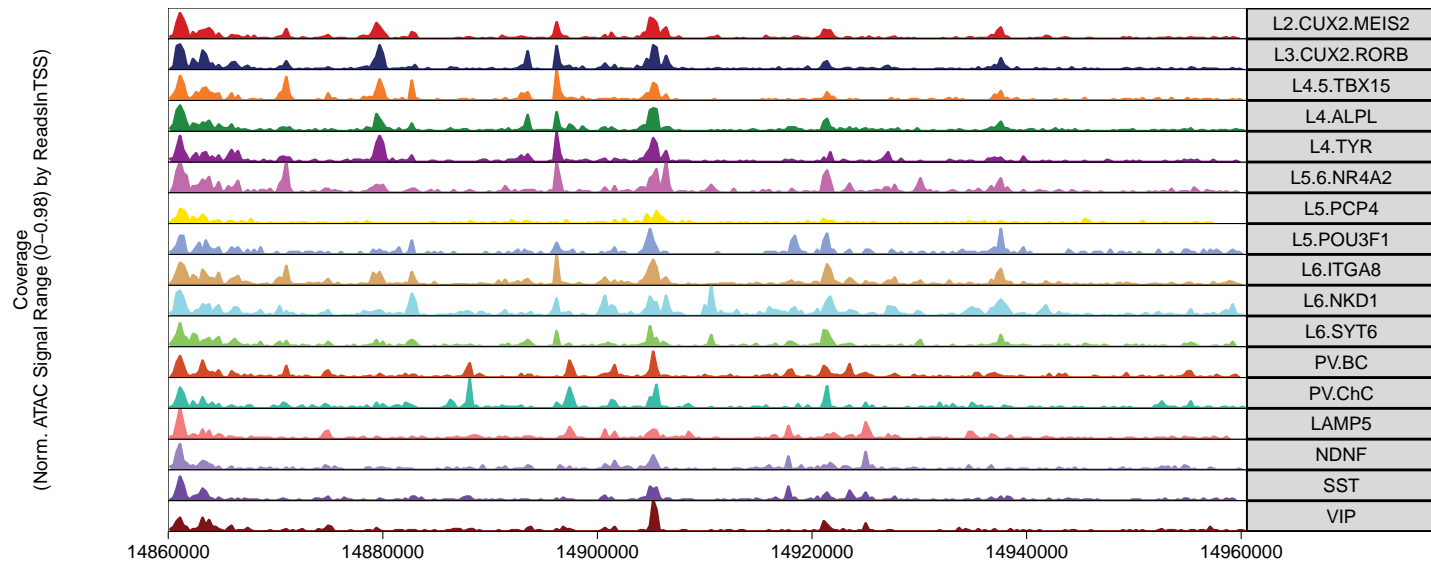 Coverage
(Norm. ATAC Signal Range (0−0.98) by ReadsInTSS)
L2.CUX2.MEIS2
L3.CUX2.RORB
L4.5.TBX15
L4.ALPL
L4.TYR
L5.6.NR4A2
L5.PCP4
L5.POU3F1
L6.ITGA8
L6.NKD1
L6.SYT6
PV.BC
PV.ChC
LAMP5
NDNF
SST
VIP
14860000 14880000 14900000 14920000 14940000 14960000